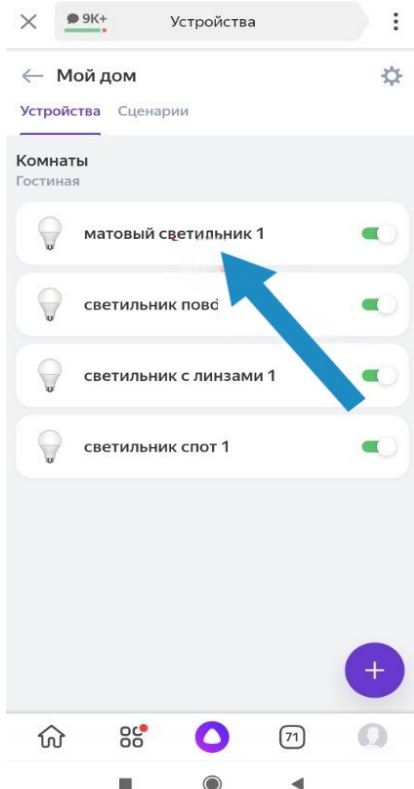 9K+ Устройства
Мой дом
Устройства Сценарии
Комнаты
Гостиная
матовый светильник 1
светильник
светильник с линзами 1
светильник спот 1
71